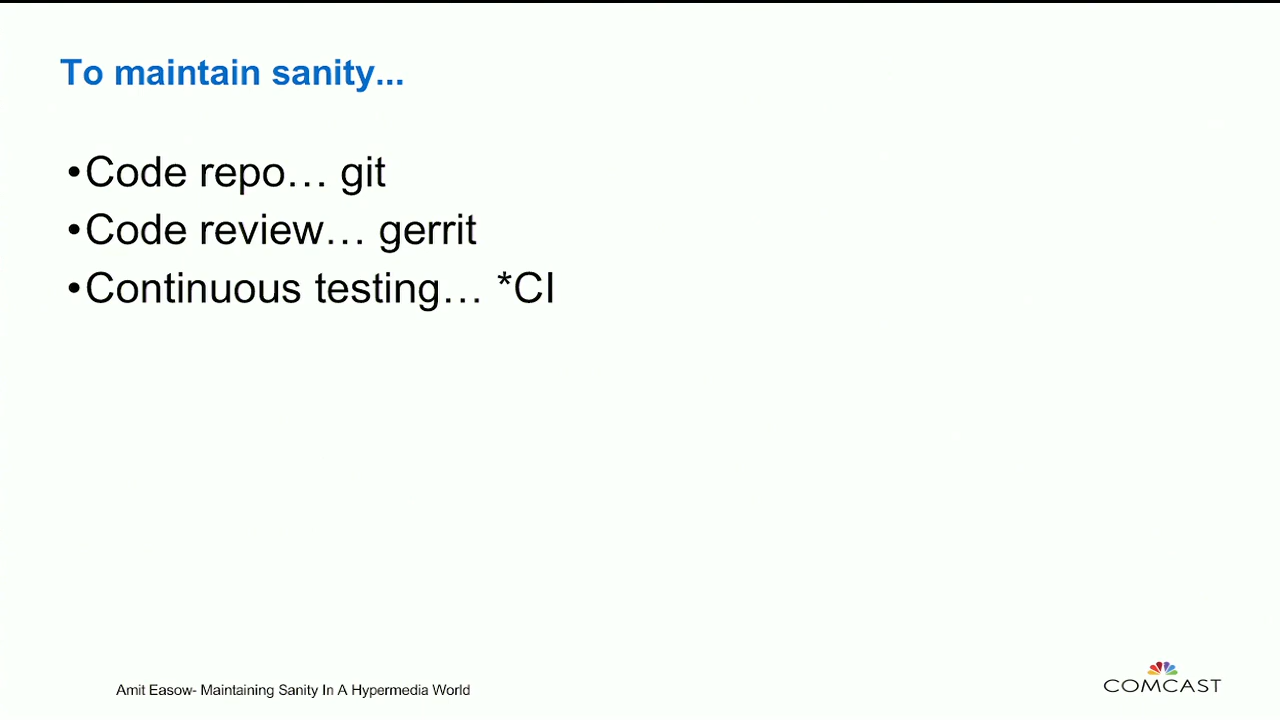 To maintain sanity...
•Code repo… git
•Code review… gerrit
•Continuous testing… *CI
Amit Easow- Maintaining Sanity In A Hypermedia World
COMCAST